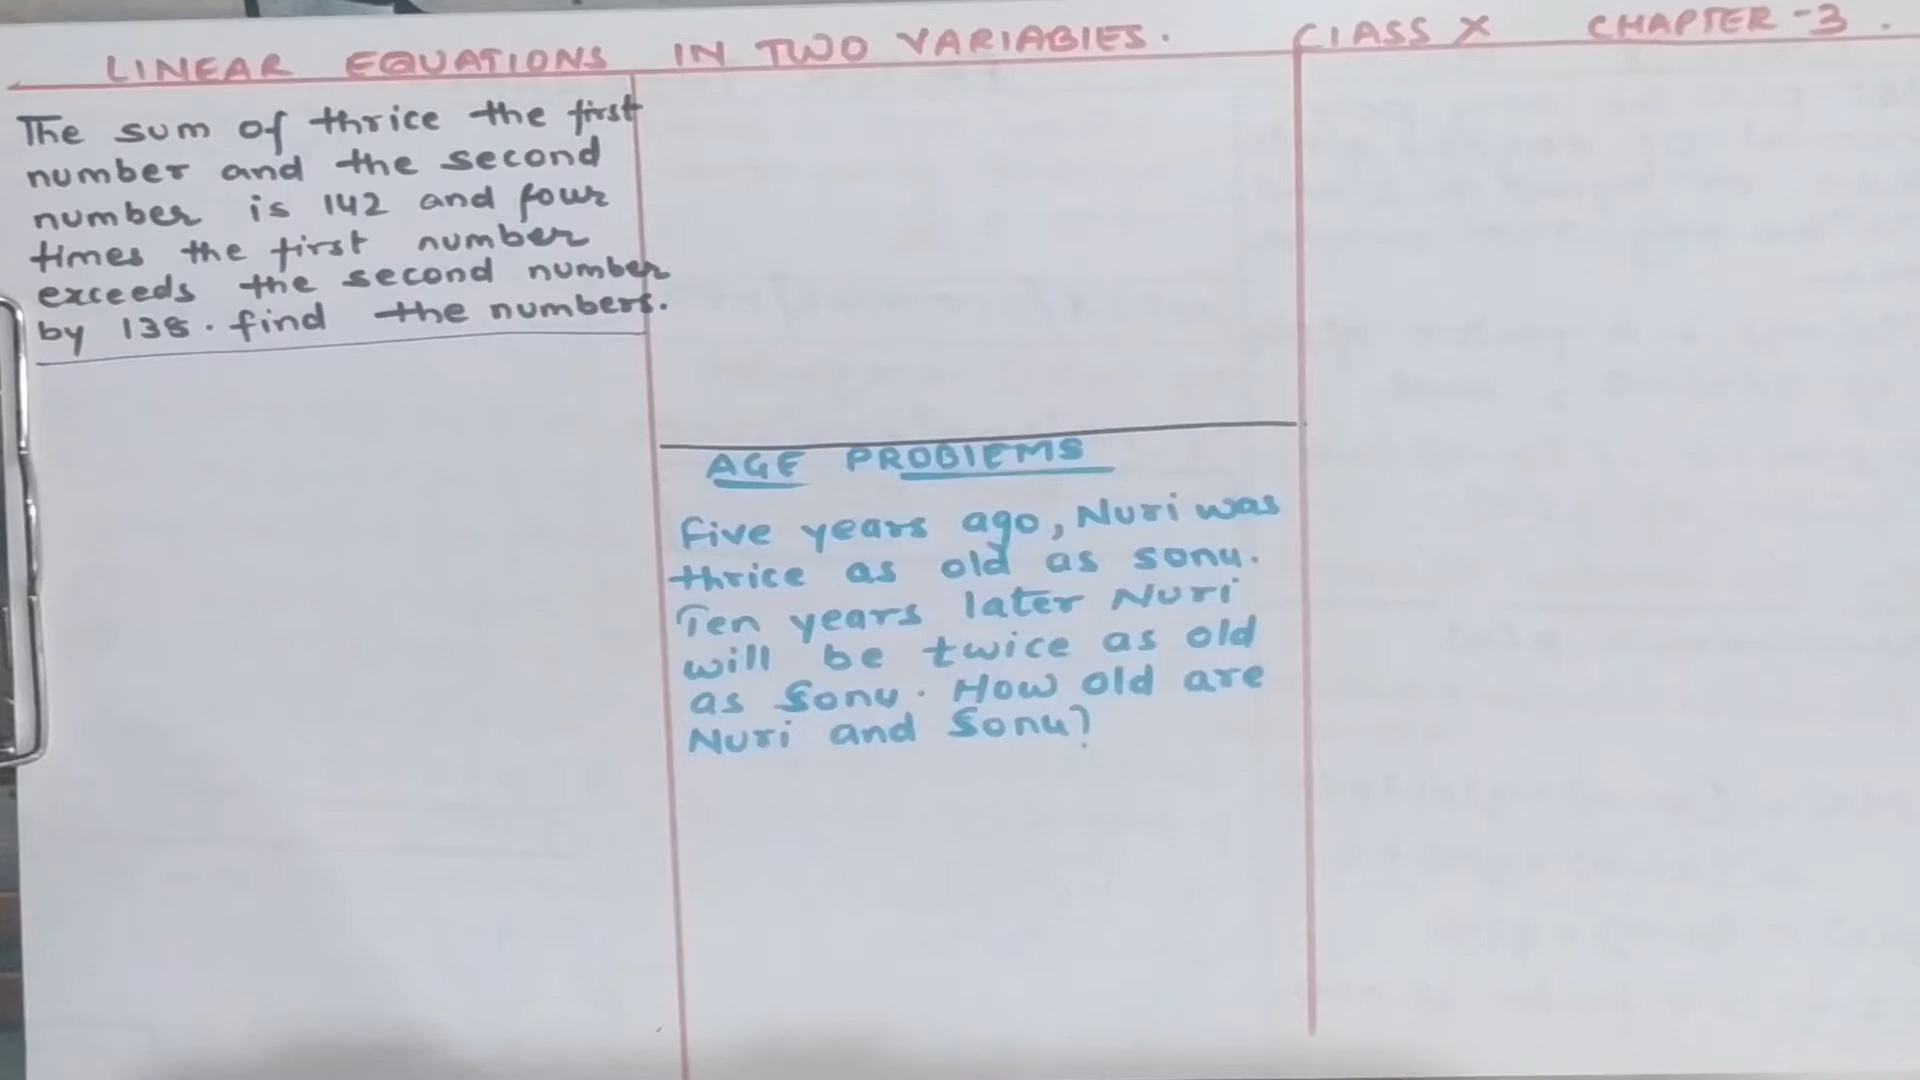 LINEAR EQUATIONS IN TWO VARIABIES. CIASS X CHAPTER-3.
The sum of thrice the first
number and the second
number is 142 and four
times the first number
exceeds the second number
by 138. find the numbers.
AGE PROBIEMS
Five years ago, Nuri was
thrice as old as sonu.
Ten years later Nuri
will be twice as old
as Sonu. How old are
Nuri and Sonu?